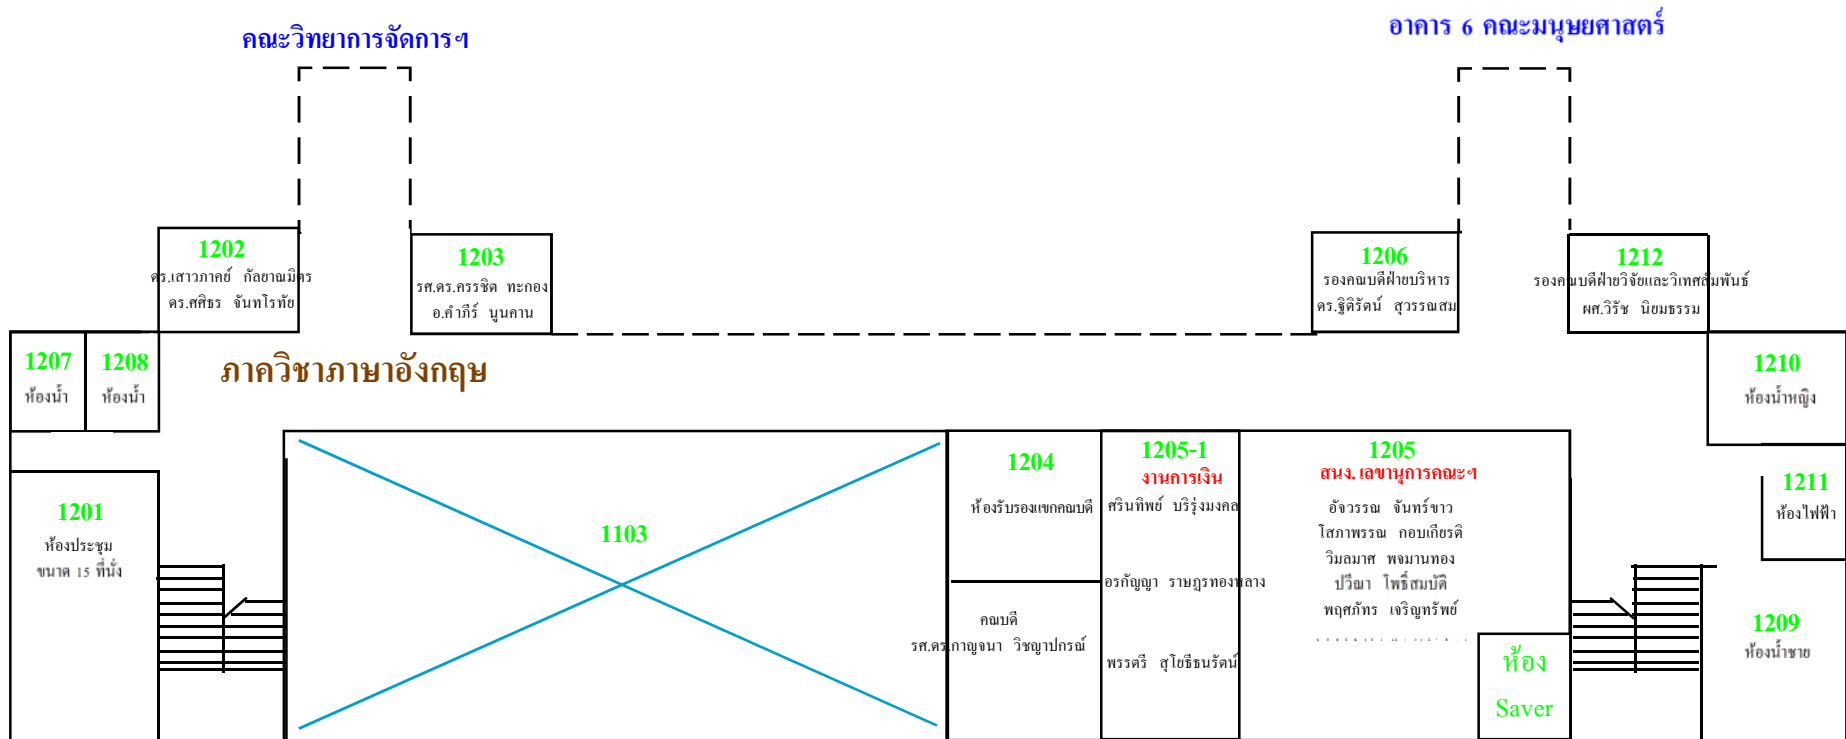 คณะวิทยาการจัดการฯ
อาคาร 6 คณะมนุษยศาสตร์
1202
ดร.เสาวภาคย์ กัลยาณมิตร
ดร.ศศิธร จันทโรทัย
1203
รศ.ดร.ครรชิต ทะกอง
อ.คำภีร์ นูนคาน
1206
รองคณบดีฝ่ายบริหาร
ดร.ฐิติรัตน์ สุวรรณสม
1212
รองคณบดีฝ่ายวิจัยและวิเทศสัมพันธ์
ผศ.วิรัช นิยมธรรม
1207
ห้องน้ำ
1208
ห้องน้ำ
ภาควิชาภาษาอังกฤษ
1210
ห้องน้ำหญิง
1201
ห้องประชุม
ขนาด 15 ที่นั่ง
1103
1204
ห้องรับรองแขกคณบดี
คณบดี
รศ.ดร.กาญจนา วิชญาปกรณ์
1205-1
งานการเงิน
ศรินทิพย์ บริรุ่งมงคล
อรกัญญา ราษฎรทองหลาง
พรรตรี สุโยธีธนรัตน์
1205
สนง.เลขานุการคณะฯ
อัจวรรณ จันทร์ขาว
โสภาพรรณ กอบเกียรติ
วิมลมาศ พจมานทอง
ปวีณา โพธิ์สมบัติ
พฤศภัทร เจริญทรัพย์
ห้อง
Saver
1211
ห้องไฟฟ้า
1209
ห้องน้ำชาย